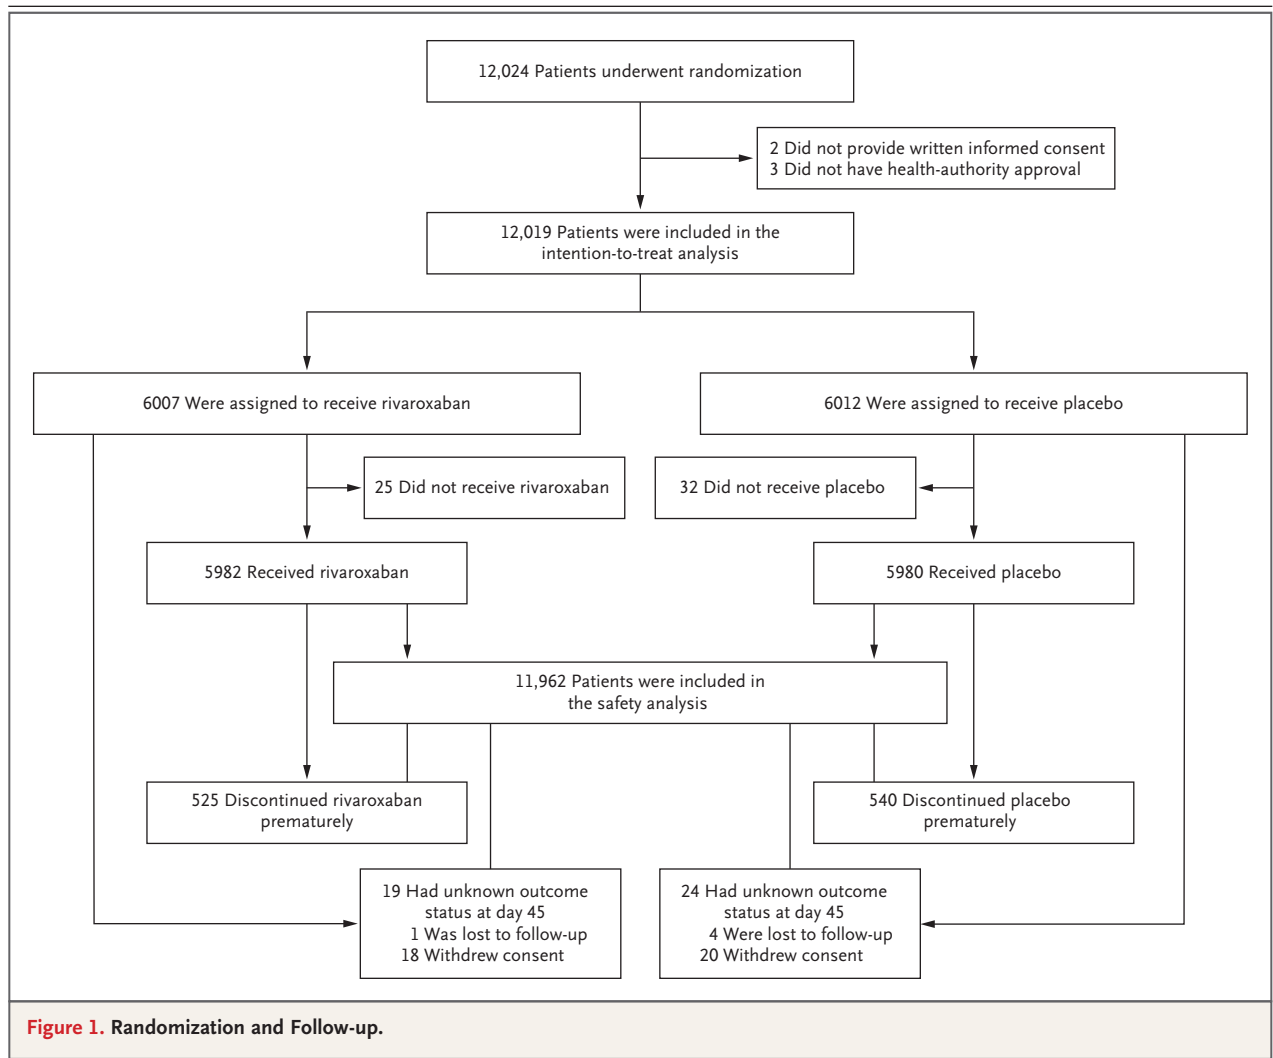 12,024 Patients underwent randomization
2 Did not provide written informed consent
3 Did not have health-authority approval
12,019 Patients were included in the
intention-to-treat analysis
6007 Were assigned to receive rivaroxaban
6012 Were assigned to receive placebo
25 Did not receive rivaroxaban
32 Did not receive placebo
5982 Received rivaroxaban
5980 Received placebo
11,962 Patients were included in
the safety analysis
525 Discontinued rivaroxaban
prematurely
540 Discontinued placebo
prematurely
19 Had unknown outcome
status at day 45
1 Was lost to follow-up
18 Withdrew consent
24 Had unknown outcome
status at day 45
4 Were lost to follow-up
20 Withdrew consent
Figure 1. Randomization and Follow-up.